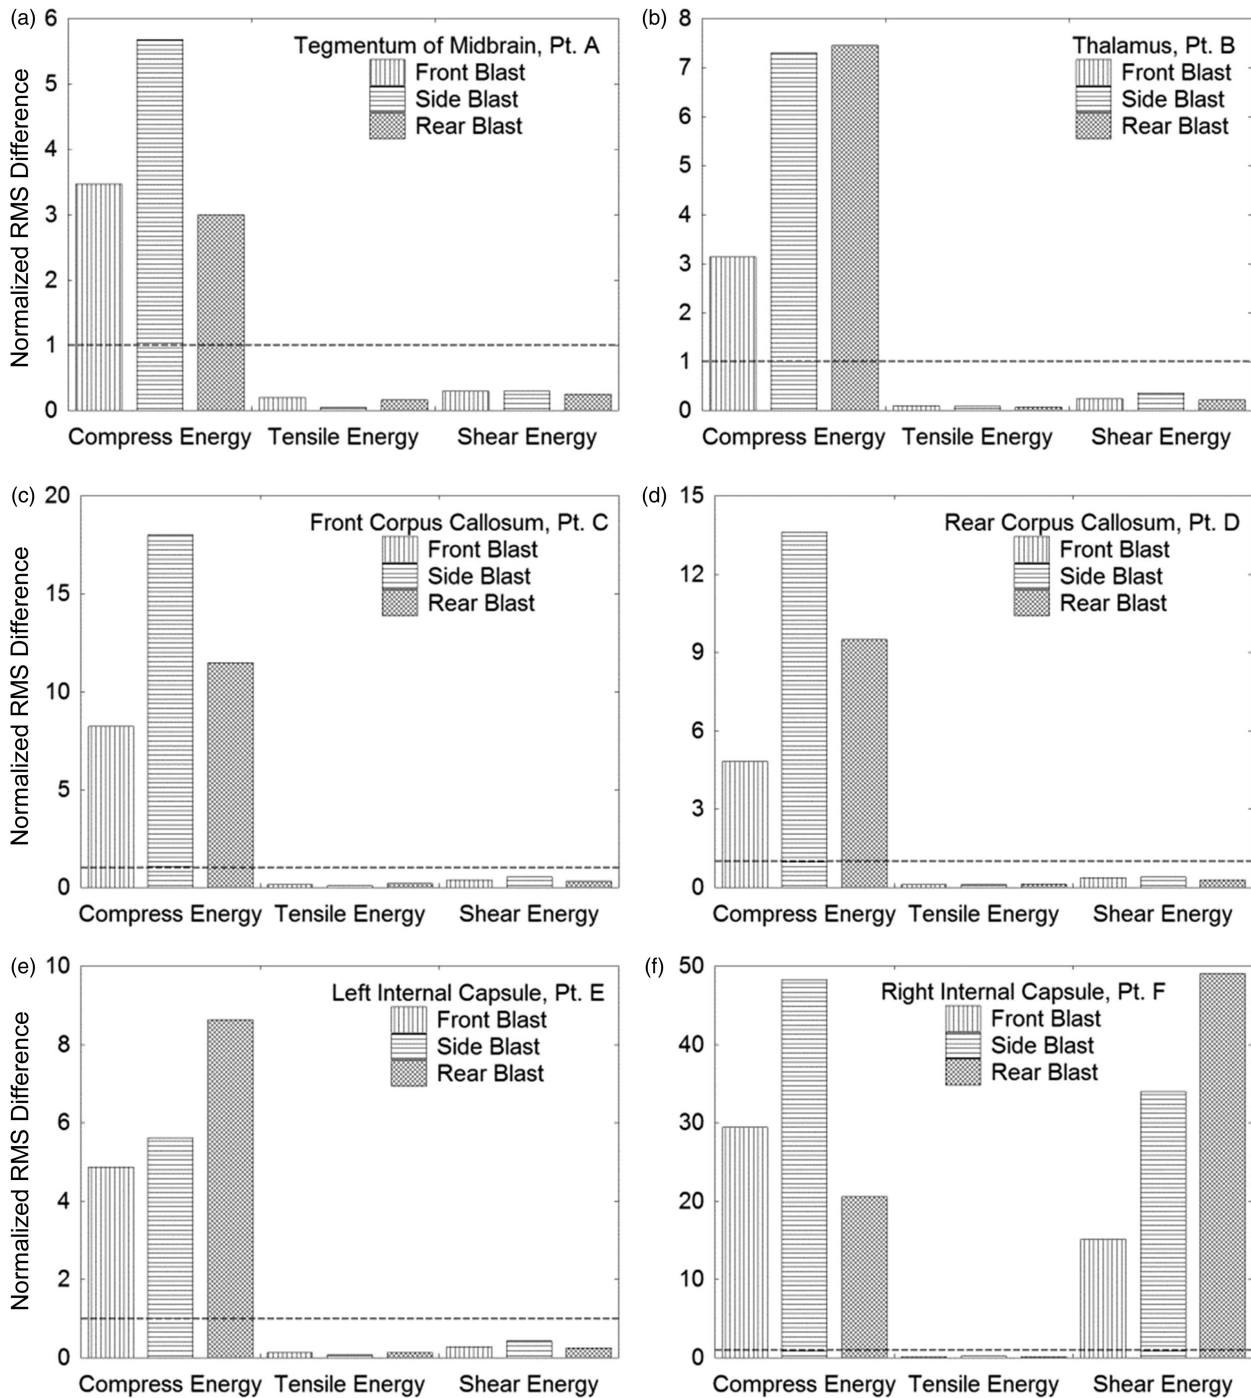 (a)
Normalized RMS Difference
6
5
4
3
2
1
0
Tegmentum of Midbrain, Pt. A
Front Blast
Side Blast
Rear Blast
Compress Energy Tensile Energy Shear Energy
(b)
8
7
6
5
4
3
2
1
0
Thalamus, Pt. B
Front Blast
Side Blast
Rear Blast
Compress Energy Tensile Energy Shear Energy
(c)
Normalized RMS Difference
20
15
10
5
0
Front Corpus Callosum, Pt. C
Front Blast
Side Blast
Rear Blast
Compress Energy Tensile Energy Shear Energy
(d)
15
12
9
6
3
0
Rear Corpus Callosum, Pt. D
Front Blast
Side Blast
Rear Blast
Compress Energy Tensile Energy Shear Energy
(e)
Normalized RMS Difference
10
8
6
4
2
0
Left Internal Capsule, Pt. E
Front Blast
Side Blast
Rear Blast
Compress Energy Tensile Energy Shear Energy
(f)
50
40
30
20
10
0
Right Internal Capsule, Pt. F
Front Blast
Side Blast
Rear Blast
Compress Energy Tensile Energy Shear Energy